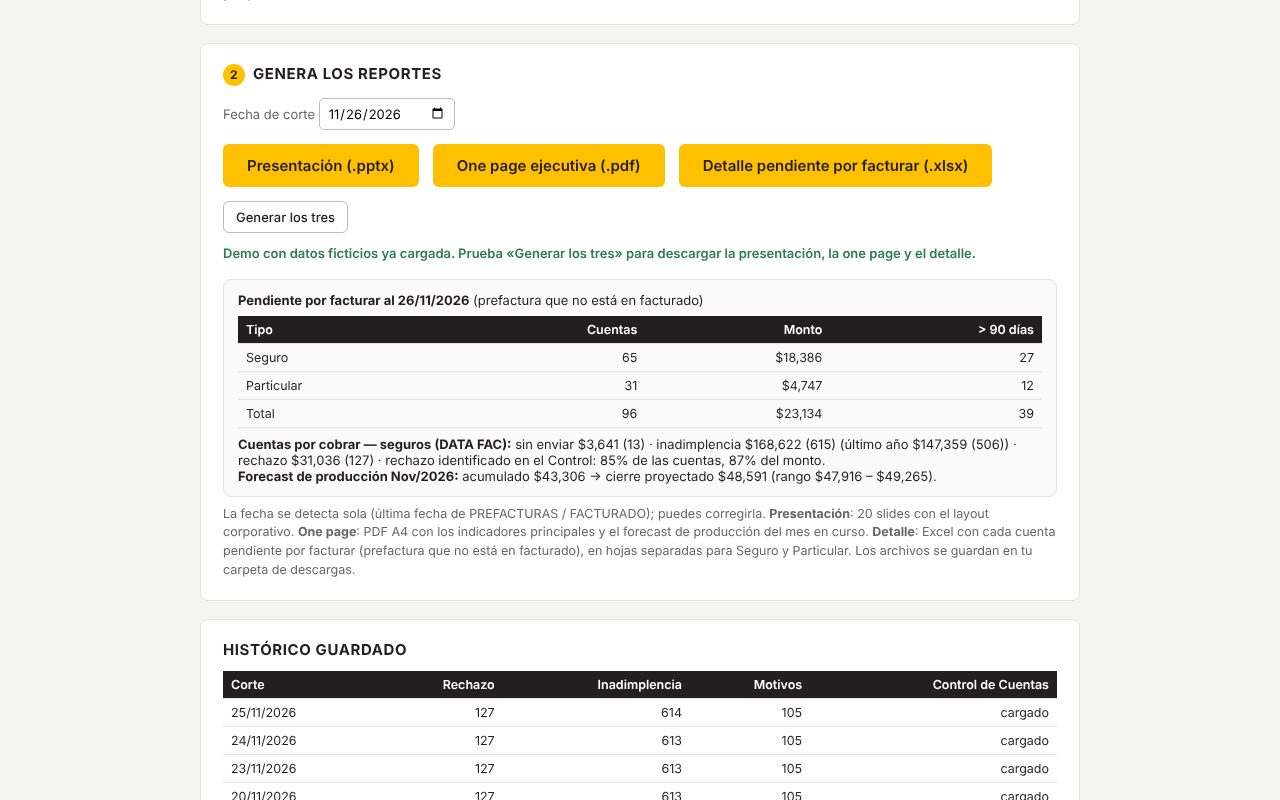 2 GENERA LOS REPORTES
Fecha de corte 11/26/2026
Presentación (.pptx) One page ejecutiva (.pdf) Detalle pendiente por facturar (.xlsx)
Generar los tres
Demo con datos ficticios ya cargada. Prueba «Generar los tres» para descargar la presentación, la one page y el detalle.
Pendiente por facturar al 26/11/2026 (prefactura que no está en facturado)
Tipo Cuentas Monto > 90 días
Seguro 65 $18,386 27
Particular 31 $4,747 12
Total 96 $23,134 39
Cuentas por cobrar — seguros (DATA FAC): sin enviar $3,641 (13) · inadimplencia $168,622 (615) (último año $147,359 (506)) ·
rechazo $31,036 (127) · rechazo identificado en el Control: 85% de las cuentas, 87% del monto.
Forecast de producción Nov/2026: acumulado $43,306 → cierre proyectado $48,591 (rango $47,916 – $49,265).
La fecha se detecta sola (última fecha de PREFACTURAS / FACTURADO); puedes corregirla. Presentación: 20 slides con el layout
corporativo. One page: PDF A4 con los indicadores principales y el forecast de producción del mes en curso. Detalle: Excel con cada cuenta
pendiente por facturar (prefactura que no está en facturado), en hojas separadas para Seguro y Particular. Los archivos se guardan en tu
carpeta de descargas.
HISTÓRICO GUARDADO
Corte Rechazo Inadimplencia Motivos Control de Cuentas
25/11/2026 127 614 105 cargado
24/11/2026 127 613 105 cargado
23/11/2026 127 613 105 cargado
20/11/2026 127 613 105 cargado